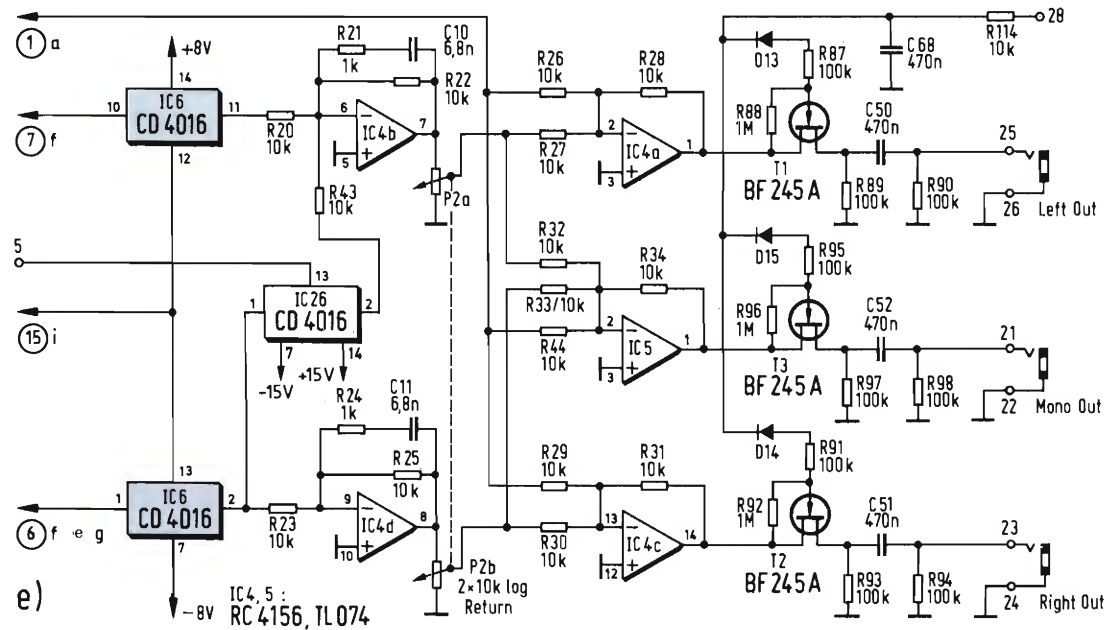 1 a
+8V
14
10
IC6
CD 4016
11
12
7 f
R20
10k
R21
1k
C10
6,8n
R22
10k
6
5
IC4b
7
P2a
R43
10k
5
13
IC26
CD 4016
1
2
7
14
-15V
+15V
15 i
R24
1k
C11
6,8n
R25
10k
13
1
IC6
CD 4016
2
7
6 f e g
R23
10k
9
10
IC4d
8
P2b
2×10k log
Return
-8V
e)
IC4, 5 :
RC 4156, TL074
R26
10k
R28
10k
R27
10k
2
3
IC4a
1
R32
10k
R33/10k
R34
10k
R44
10k
2
3
IC5
1
R29
10k
R31
10k
R30
10k
13
12
IC4c
14
R114
10k
28
C68
470n
D13
R87
100k
R88
1M
T1
BF 245 A
C50
470n
R89
100k
R90
100k
25
26
Left Out
D15
R95
100k
R96
1M
T3
BF 245 A
C52
470n
R97
100k
R98
100k
21
22
Mono Out
D14
R91
100k
R92
1M
T2
BF 245 A
C51
470n
R93
100k
R94
100k
23
24
Right Out